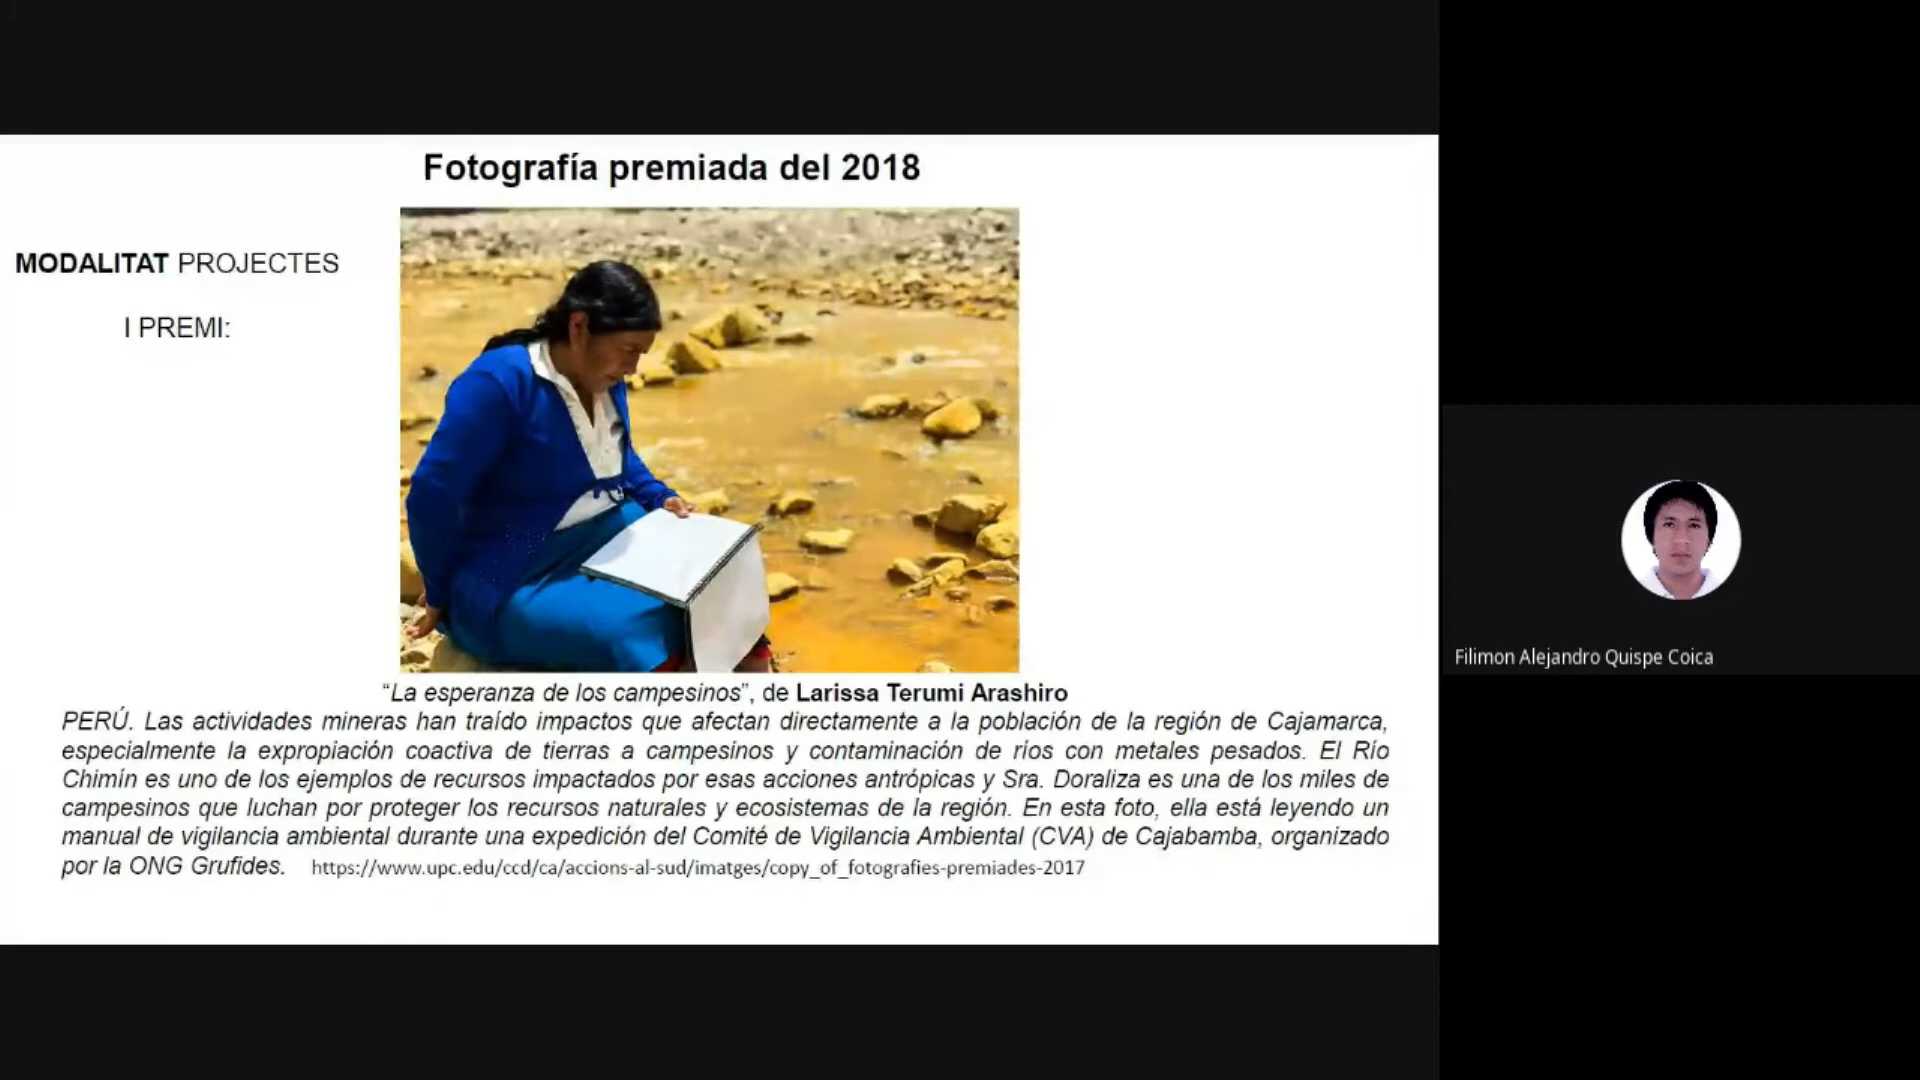 Fotografía premiada del 2018
MODALITAT PROJECTES
I PREMI:
“La esperanza de los campesinos”, de Larissa Terumi Arashiro
PERÚ. Las actividades mineras han traído impactos que afectan directamente a la población de la región de Cajamarca,
especialmente la expropiación coactiva de tierras a campesinos y contaminación de ríos con metales pesados. El Río
Chimín es uno de los ejemplos de recursos impactados por esas acciones antrópicas y Sra. Doraliza es una de los miles de
campesinos que luchan por proteger los recursos naturales y ecosistemas de la región. En esta foto, ella está leyendo un
manual de vigilancia ambiental durante una expedición del Comité de Vigilancia Ambiental (CVA) de Cajabamba, organizado
por la ONG Grufides. https://www.upc.edu/ccd/ca/accions-al-sud/imatges/copy_of_fotografies-premiades-2017
Filimon Alejandro Quispe Coica